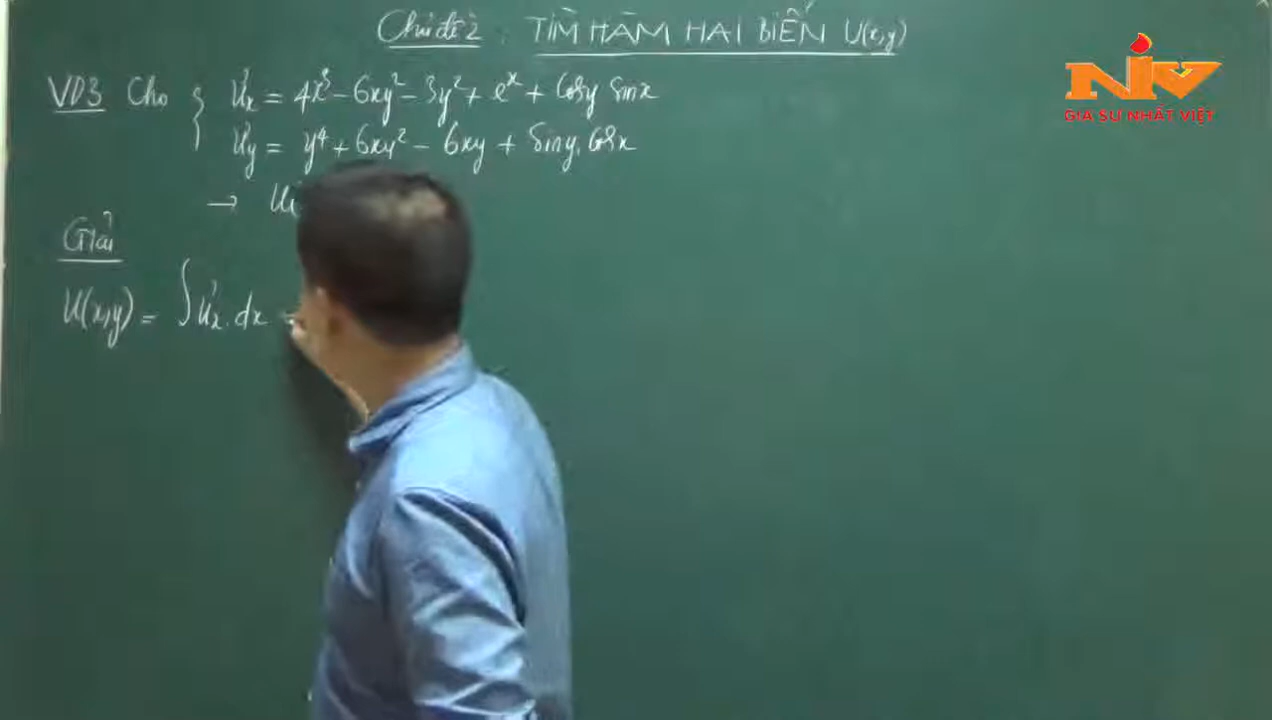 Chủ đề 2 : TÌM HÀM HAI BIẾN U(x,y)
VD3 Cho { U'x = 4x³ - 6xy² - 3y² + eˣ + Cosy Sinx
U'y = y⁴ + 6xy² - 6xy + Siny.Cosx
→ U
Giải
U(x,y) = ∫U'x.dx =
NV
GIA SƯ NHẤT VIỆT